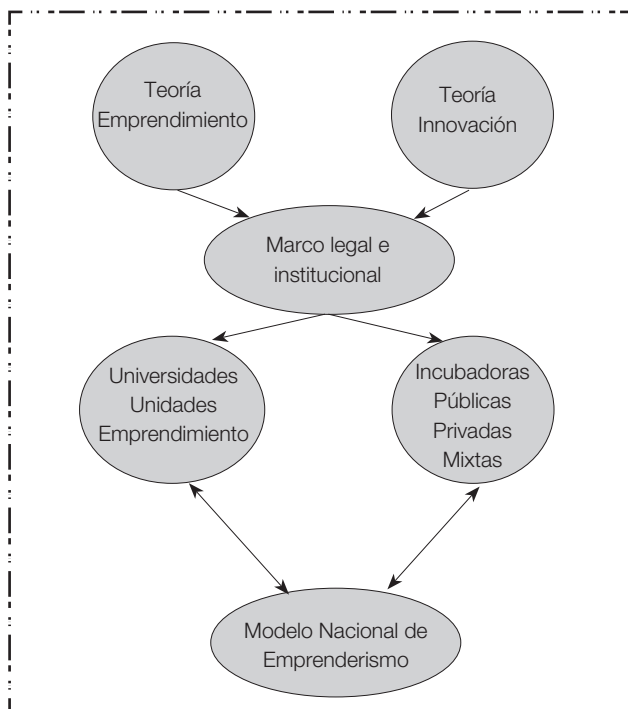 Teoría
Emprendimiento
Teoría
Innovación
Marco legal e
institucional
Universidades
Unidades
Emprendimiento
Incubadoras
Públicas
Privadas
Mixtas
Modelo Nacional de
Emprenderismo